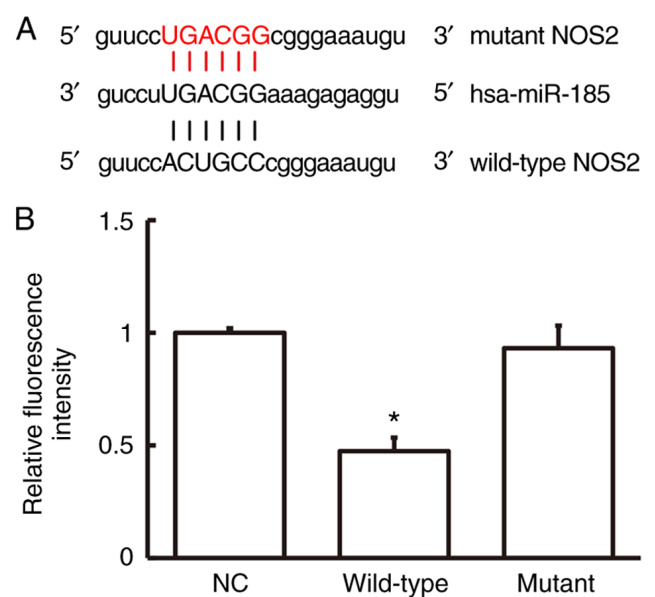 A
5′ guuccUGACGGcgggaaaugu 3′ mutant NOS2
3′ guccuUGACGGaaagagaggu 5′ hsa-miR-185
5′ guuccACUGCCcgggaaaugu 3′ wild-type NOS2
B
Relative fluorescence
intensity
1.5
1
0.5
0
*
NC Wild-type Mutant